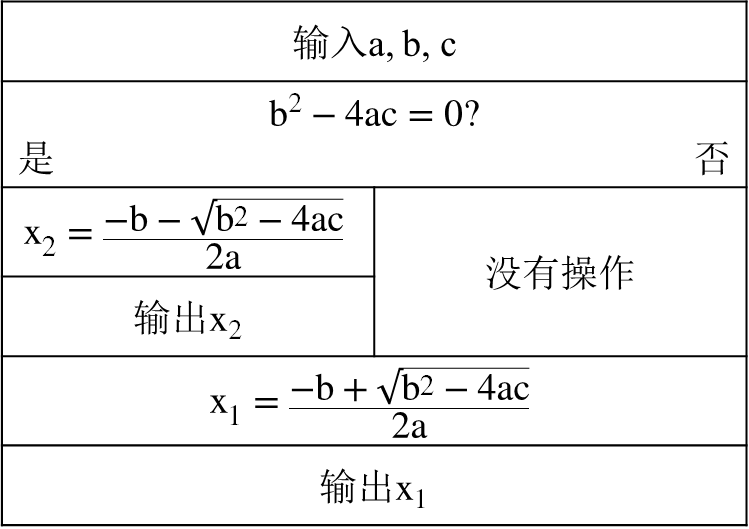 输入a, b, c
b² − 4ac = 0?
是 否
x₂ = (−b − √(b2 − 4ac)) / 2a
没有操作
输出x₂
x₁ = (−b + √(b2 − 4ac)) / 2a
输出x₁